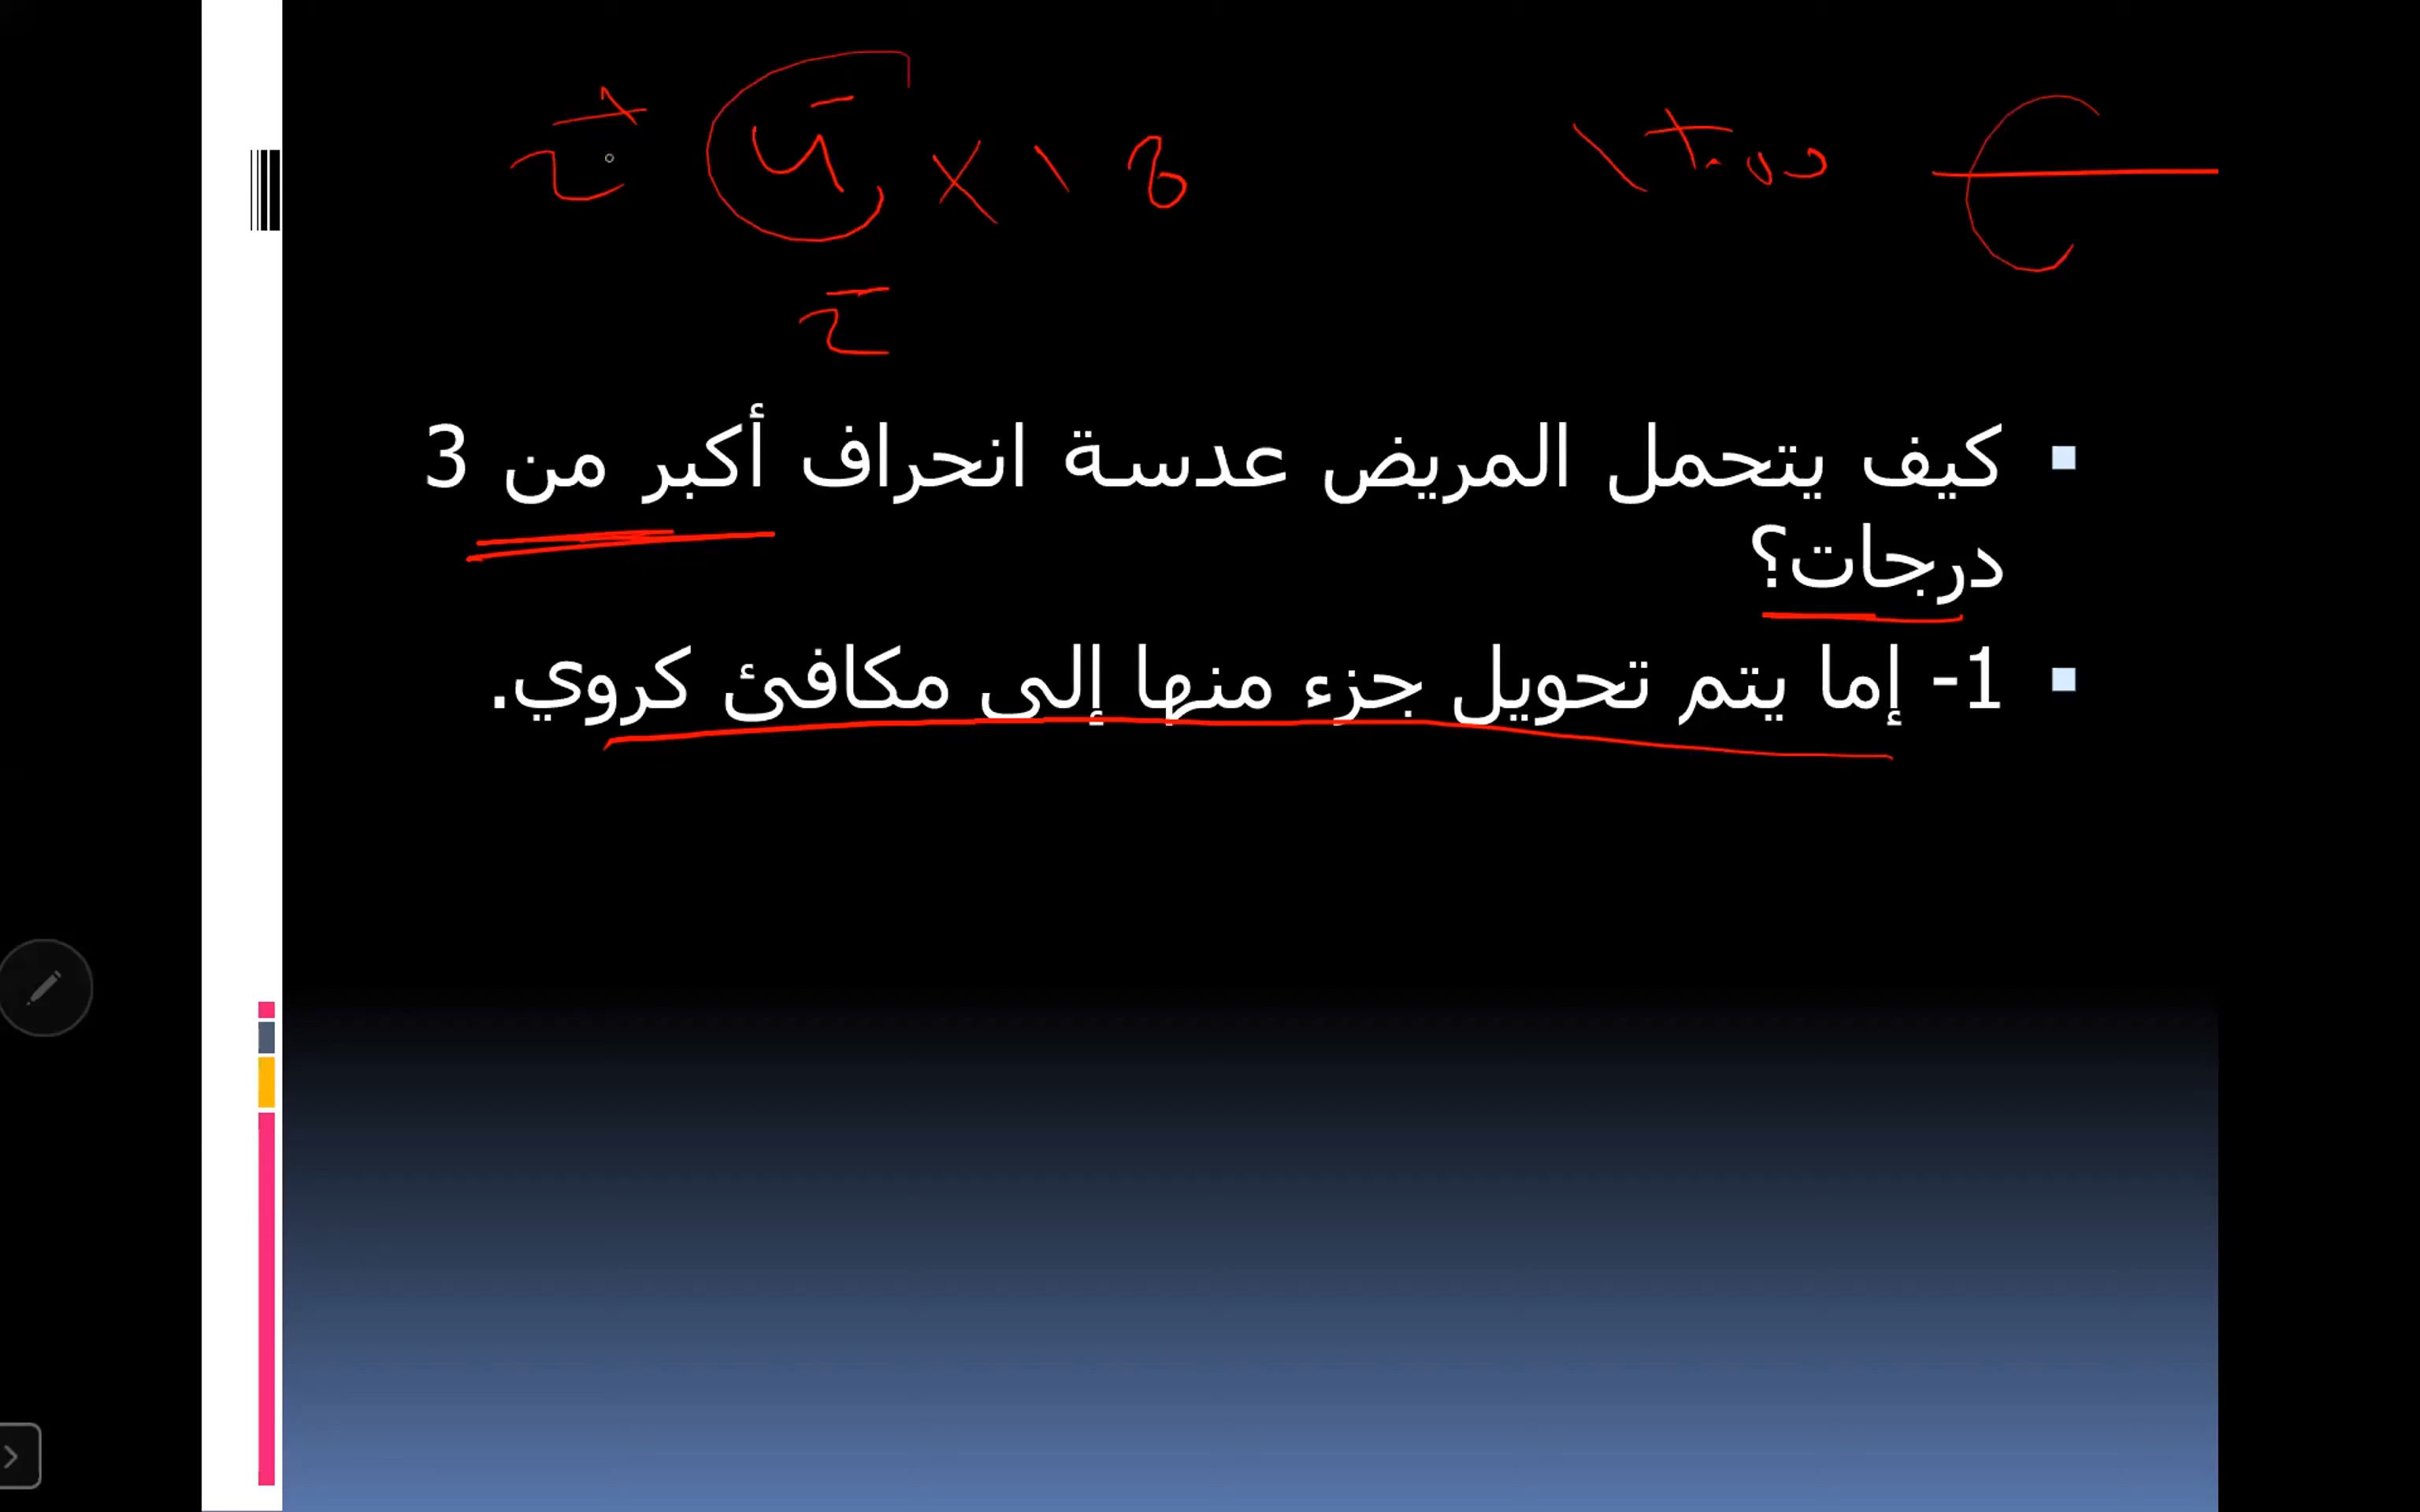 كيف يتحمل المريض عدسة انحراف أكبر من 3
درجات؟
1- إما يتم تحويل جزء منها إلى مكافئ كروي.